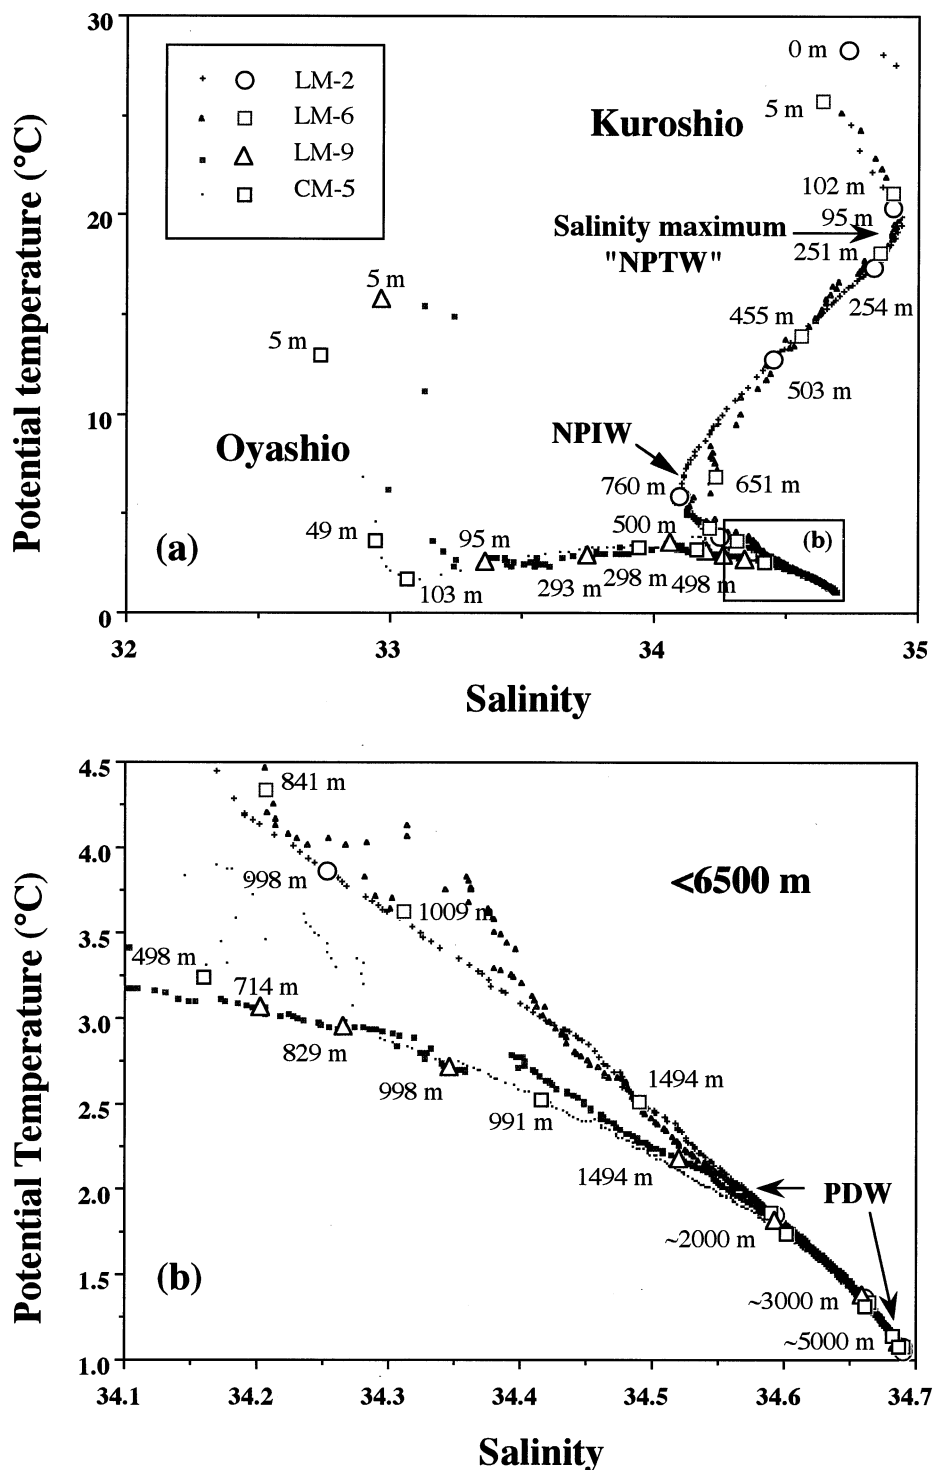 30
20
10
0
Potential temperature (°C)
LM-2
LM-6
LM-9
CM-5
0 m
Kuroshio
5 m
102 m
95 m
Salinity maximum
"NPTW"
251 m
254 m
455 m
503 m
5 m
5 m
Oyashio
NPIW
760 m
651 m
500 m
49 m
95 m
(a)
(b)
103 m
293 m
298 m
498 m
32
33
34
35
Salinity
4.5
4.0
3.5
3.0
2.5
2.0
1.5
1.0
Potential Temperature (°C)
841 m
998 m
<6500 m
1009 m
498 m
714 m
829 m
998 m
991 m
1494 m
1494 m
PDW
~2000 m
(b)
~3000 m
~5000 m
34.1
34.2
34.3
34.4
34.5
34.6
34.7
Salinity